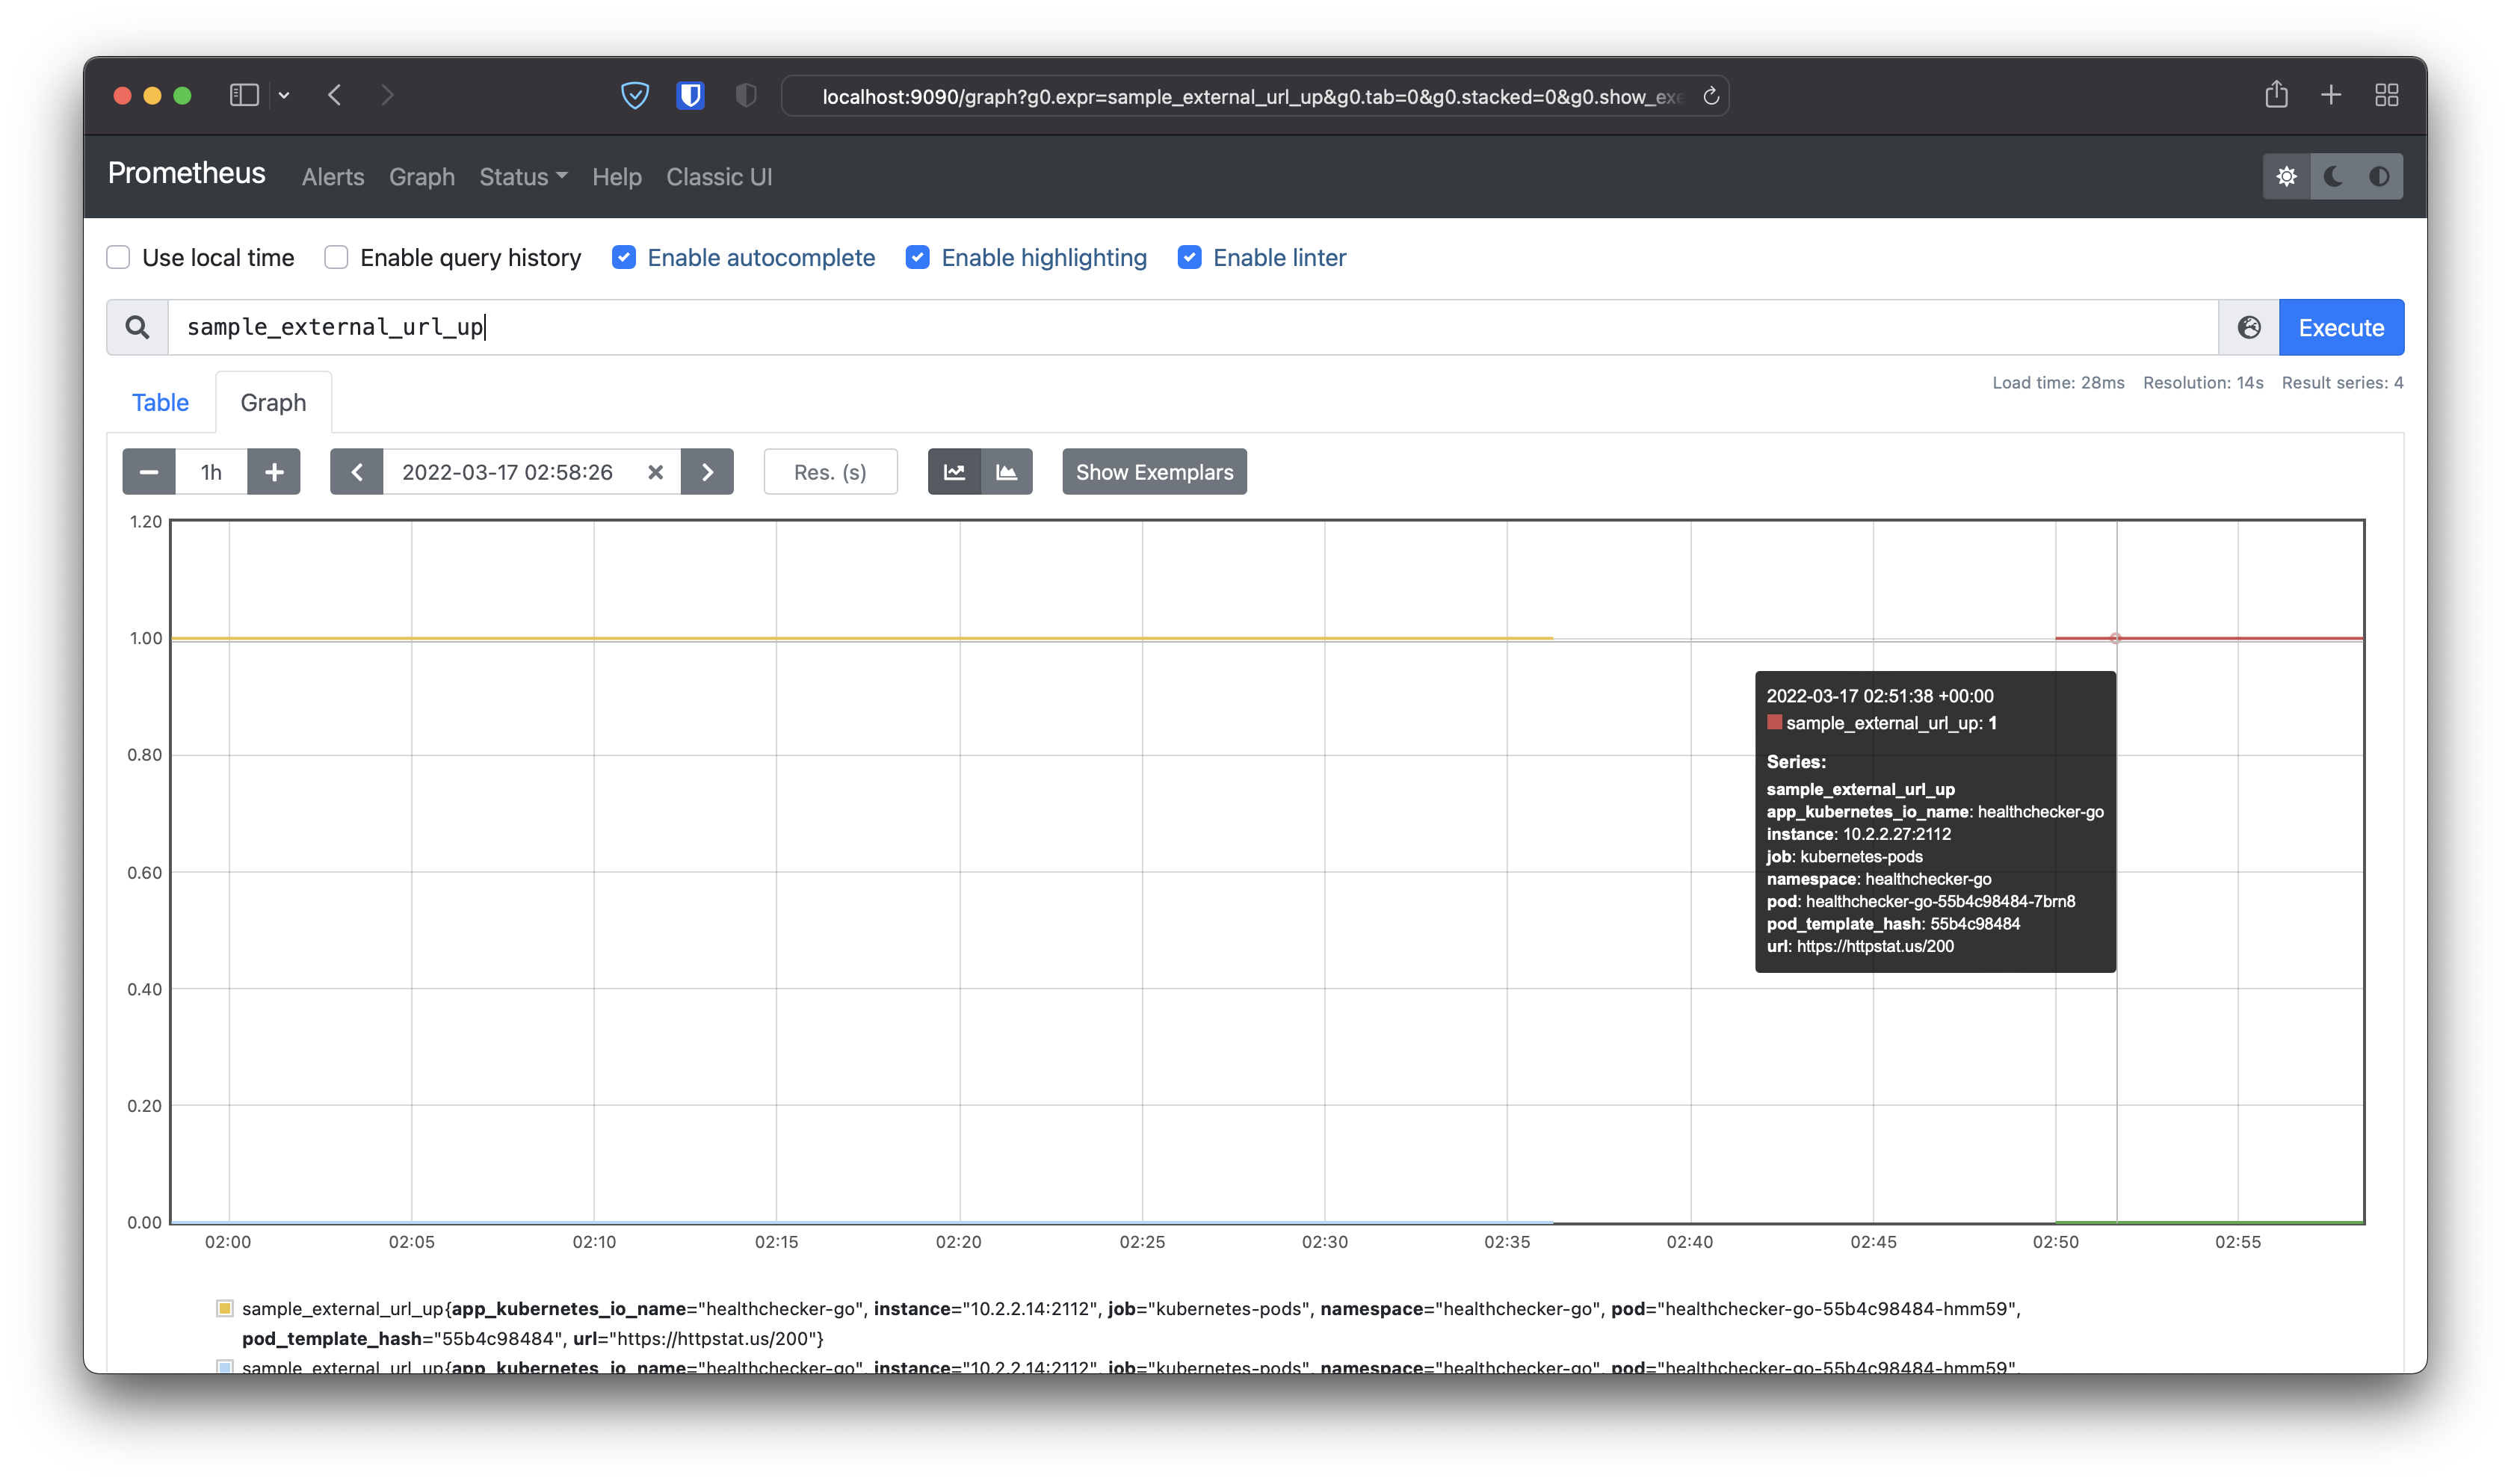 localhost:9090/graph?g0.expr=sample_external_url_up&g0.tab=0&g0.stacked=0&g0.show_exe
Prometheus Alerts Graph Status Help Classic UI
Use local time Enable query history Enable autocomplete Enable highlighting Enable linter
sample_external_url_up Execute
Load time: 28ms Resolution: 14s Result series: 4
Table Graph
1h 2022-03-17 02:58:26 Res. (s) Show Exemplars
1.20
1.00
0.80
0.60
0.40
0.20
0.00
2022-03-17 02:51:38 +00:00
sample_external_url_up: 1
Series:
sample_external_url_up
app_kubernetes_io_name: healthchecker-go
instance: 10.2.2.27:2112
job: kubernetes-pods
namespace: healthchecker-go
pod: healthchecker-go-55b4c98484-7brn8
pod_template_hash: 55b4c98484
url: https://httpstat.us/200
02:00 02:05 02:10 02:15 02:20 02:25 02:30 02:35 02:40 02:45 02:50 02:55
sample_external_url_up{app_kubernetes_io_name="healthchecker-go", instance="10.2.2.14:2112", job="kubernetes-pods", namespace="healthchecker-go", pod="healthchecker-go-55b4c98484-hmm59",
pod_template_hash="55b4c98484", url="https://httpstat.us/200"}
sample_external_url_up{app_kubernetes_io_name="healthchecker-go", instance="10.2.2.14:2112", job="kubernetes-pods", namespace="healthchecker-go", pod="healthchecker-go-55b4c98484-hmm59",